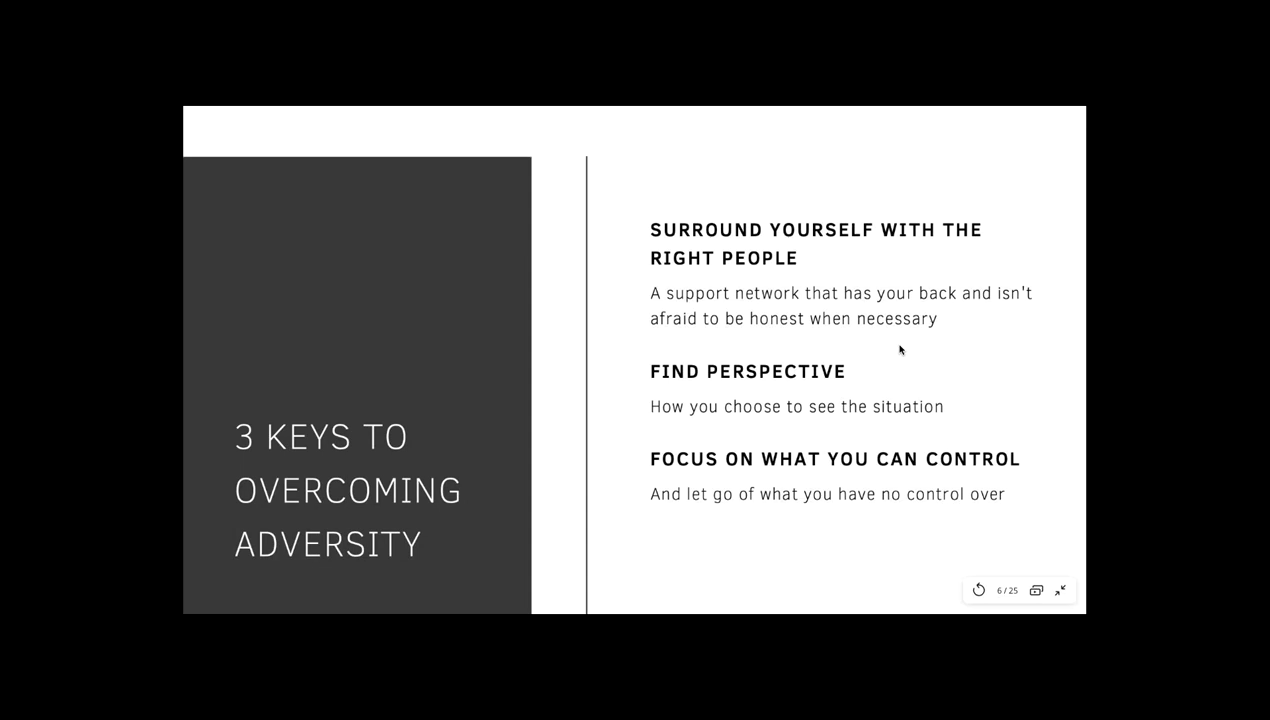 3 KEYS TO
OVERCOMING
ADVERSITY
SURROUND YOURSELF WITH THE
RIGHT PEOPLE
A support network that has your back and isn't
afraid to be honest when necessary
FIND PERSPECTIVE
How you choose to see the situation
FOCUS ON WHAT YOU CAN CONTROL
And let go of what you have no control over
6 / 25